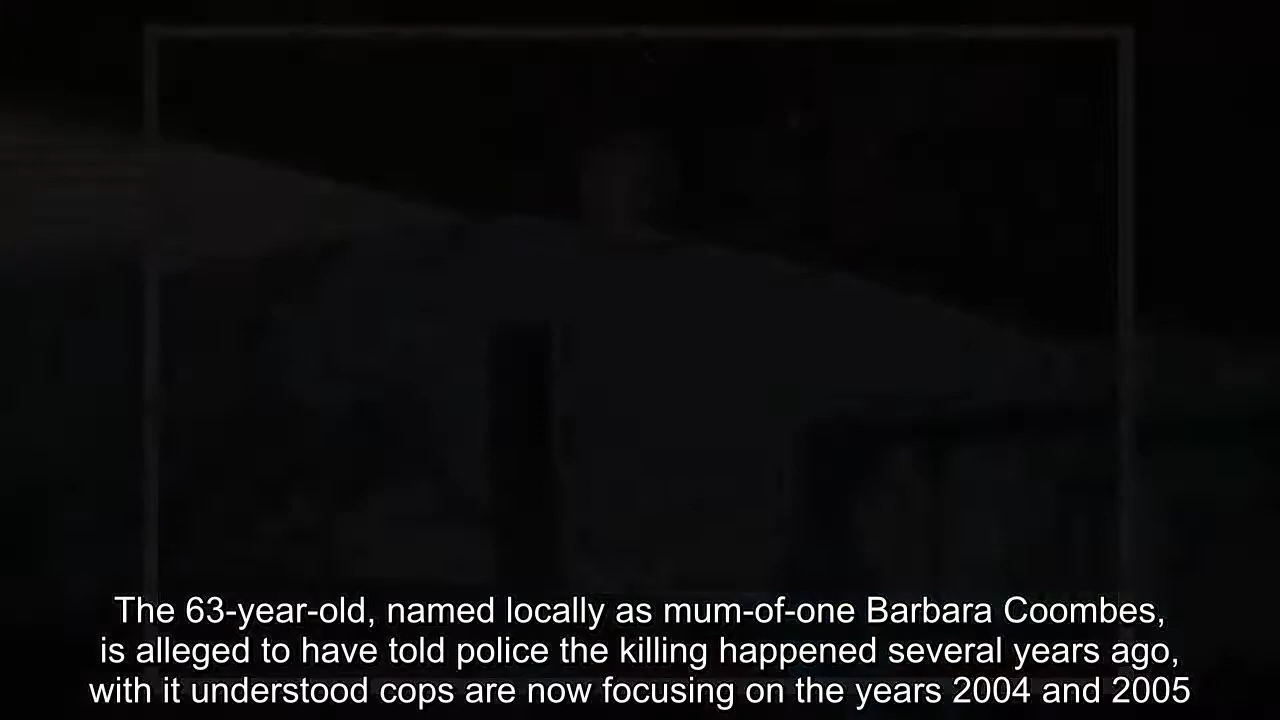 The 63-year-old, named locally as mum-of-one Barbara Coombes,
is alleged to have told police the killing happened several years ago,
with it understood cops are now focusing on the years 2004 and 2005